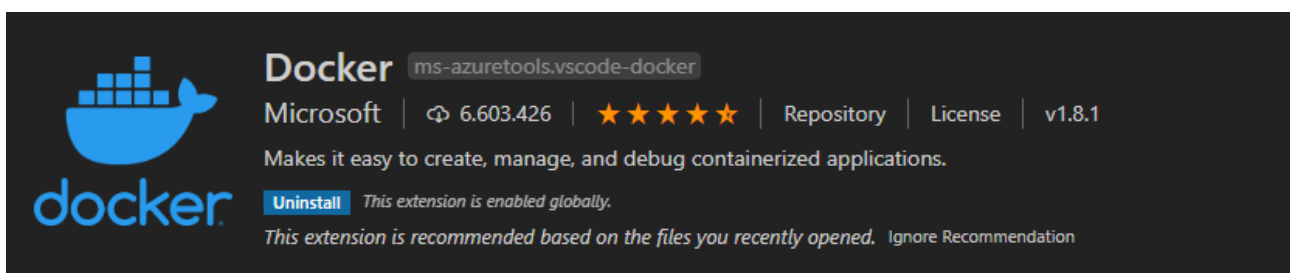 docker
Docker ms-azuretools.vscode-docker
Microsoft 6.603.426 Repository License v1.8.1
Makes it easy to create, manage, and debug containerized applications.
Uninstall This extension is enabled globally.
This extension is recommended based on the files you recently opened. Ignore Recommendation